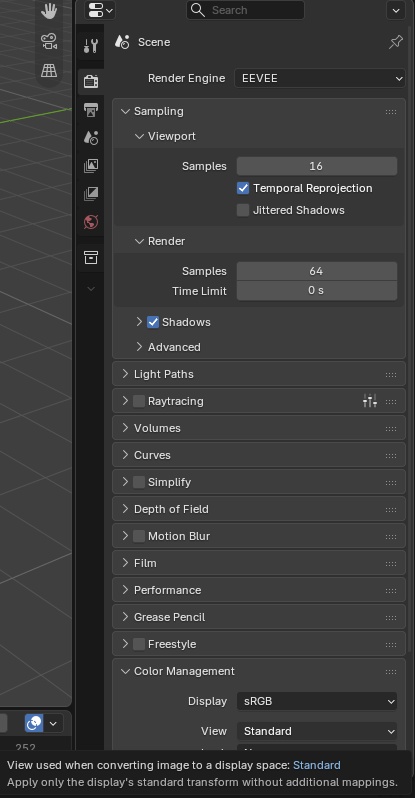 Search
Scene
Render Engine EEVEE
Sampling
Viewport
Samples 16
Temporal Reprojection
Jittered Shadows
Render
Samples 64
Time Limit 0 s
Shadows
Advanced
Light Paths
Raytracing
Volumes
Curves
Simplify
Depth of Field
Motion Blur
Film
Performance
Grease Pencil
Freestyle
Color Management
Display sRGB
View Standard
252
View used when converting image to a display space: Standard
Apply only the display's standard transform without additional mappings.